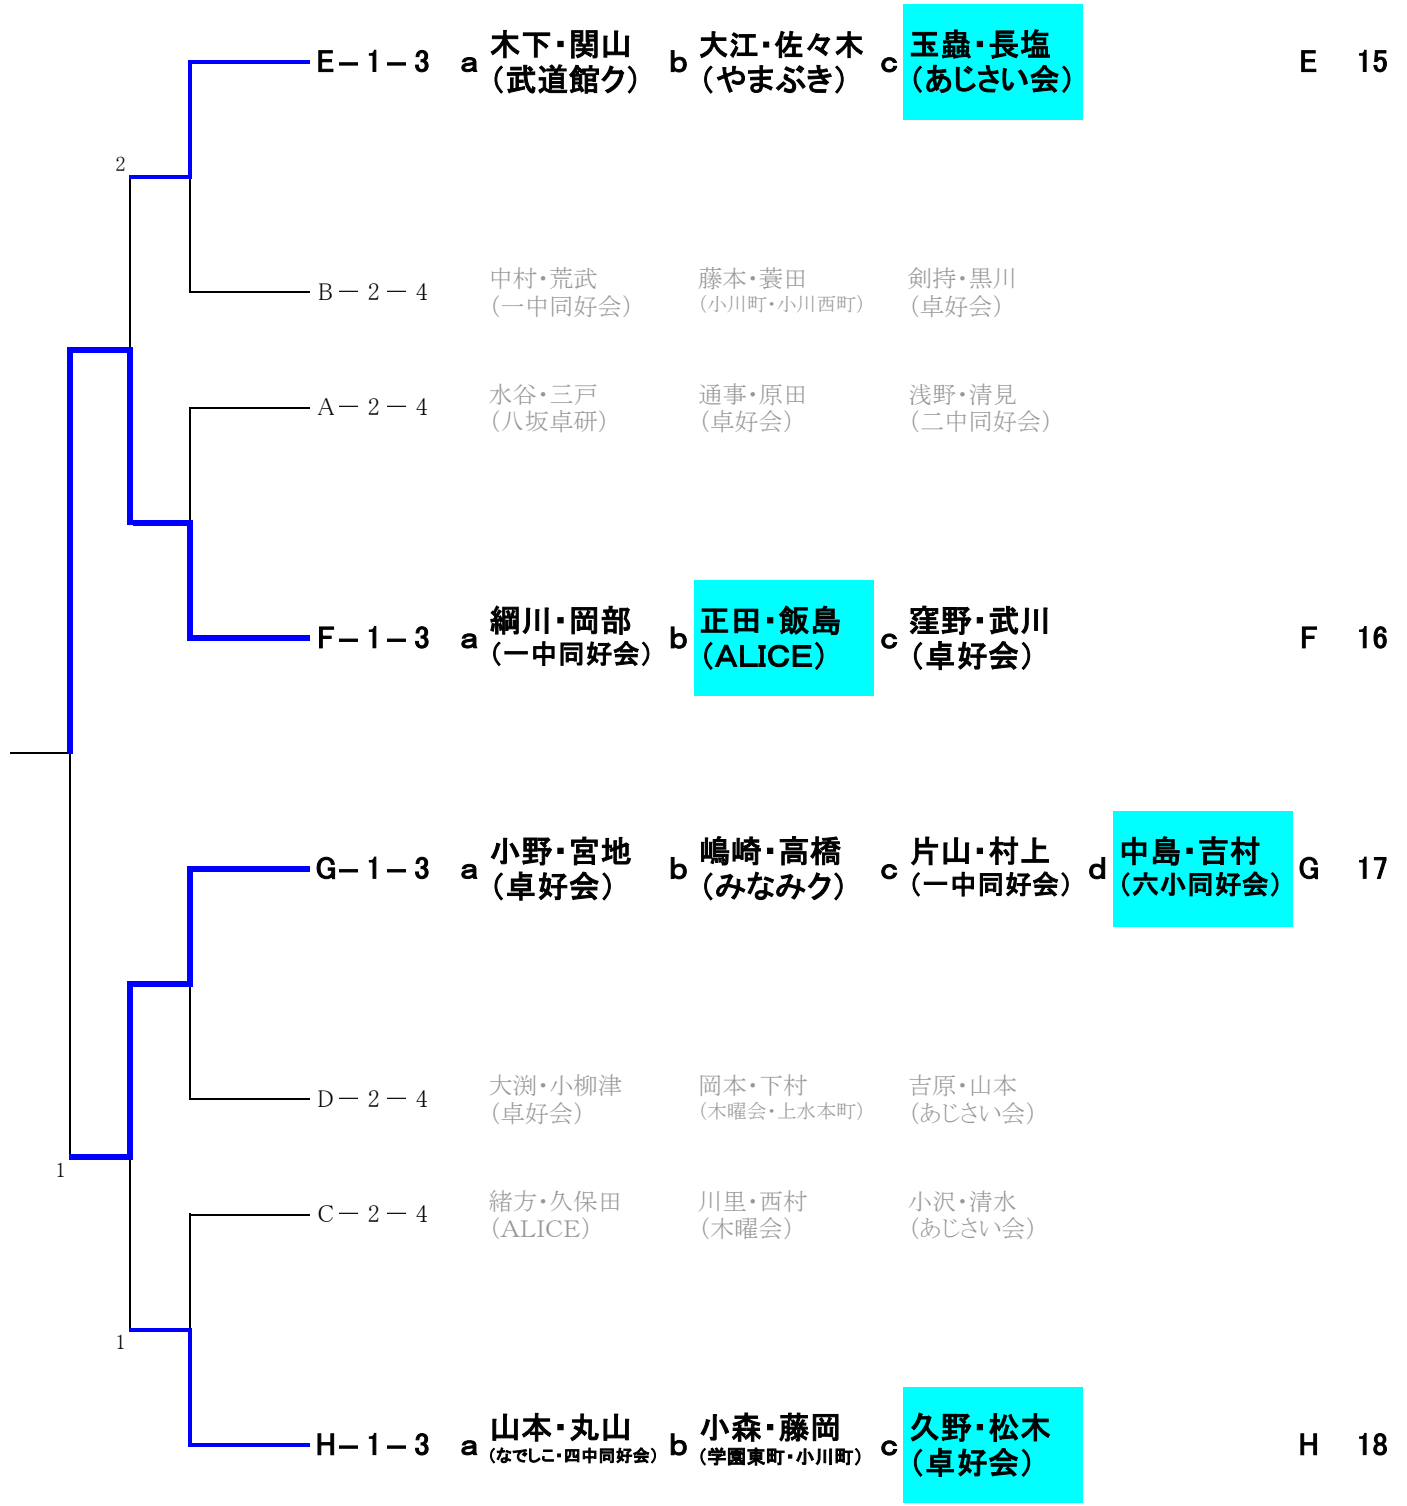 E－1－3 a 木下・関山 b 大江・佐々木 c 玉蟲・長塩 E 15
（武道館ク） （やまぶき） （あじさい会）
2
B－2－4 中村・荒武 藤本・蓑田 剣持・黒川
（一中同好会） （小川町・小川西町） （卓好会）
A－2－4 水谷・三戸 通事・原田 浅野・清見
（八坂卓研） （卓好会） （二中同好会）
F－1－3 a 綱川・岡部 b 正田・飯島 c 窪野・武川 F 16
（一中同好会） （ALICE） （卓好会）
G－1－3 a 小野・宮地 b 嶋崎・高橋 c 片山・村上 d 中島・吉村 G 17
（卓好会） （みなみク） （一中同好会） （六小同好会）
D－2－4 大渕・小柳津 岡本・下村 吉原・山本
（卓好会） （木曜会・上水本町） （あじさい会）
1
C－2－4 緒方・久保田 川里・西村 小沢・清水
（ALICE） （木曜会） （あじさい会）
1
H－1－3 a 山本・丸山 b 小森・藤岡 c 久野・松木 H 18
（なでしこ・四中同好会） （学園東町・小川町） （卓好会）